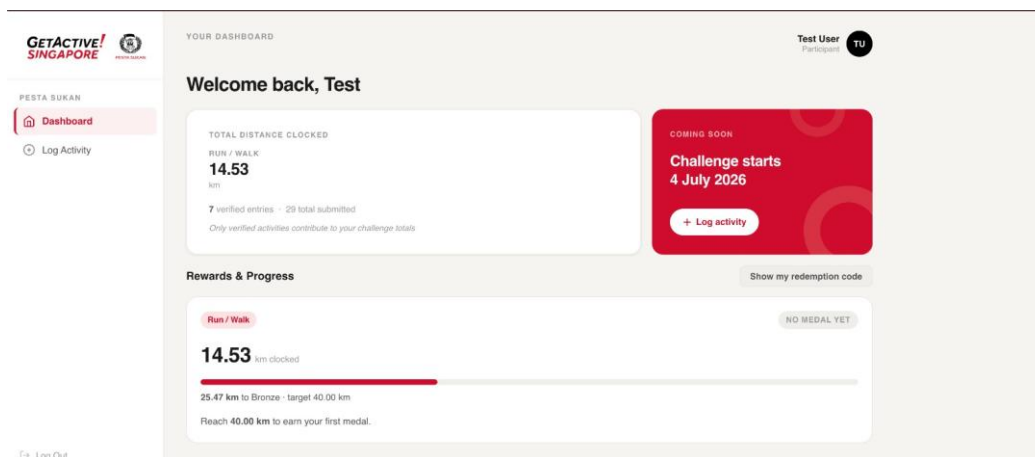 GETACTIVE!
SINGAPORE
PESTA SUKAN
PESTA SUKAN
Dashboard
Log Activity
Log Out
YOUR DASHBOARD
Test User
Participant
TU
Welcome back, Test
TOTAL DISTANCE CLOCKED
RUN / WALK
14.53
km
7 verified entries · 29 total submitted
Only verified activities contribute to your challenge totals
COMING SOON
Challenge starts
4 July 2026
+ Log activity
Rewards & Progress
Show my redemption code
Run / Walk
NO MEDAL YET
14.53 km clocked
25.47 km to Bronze · target 40.00 km
Reach 40.00 km to earn your first medal.